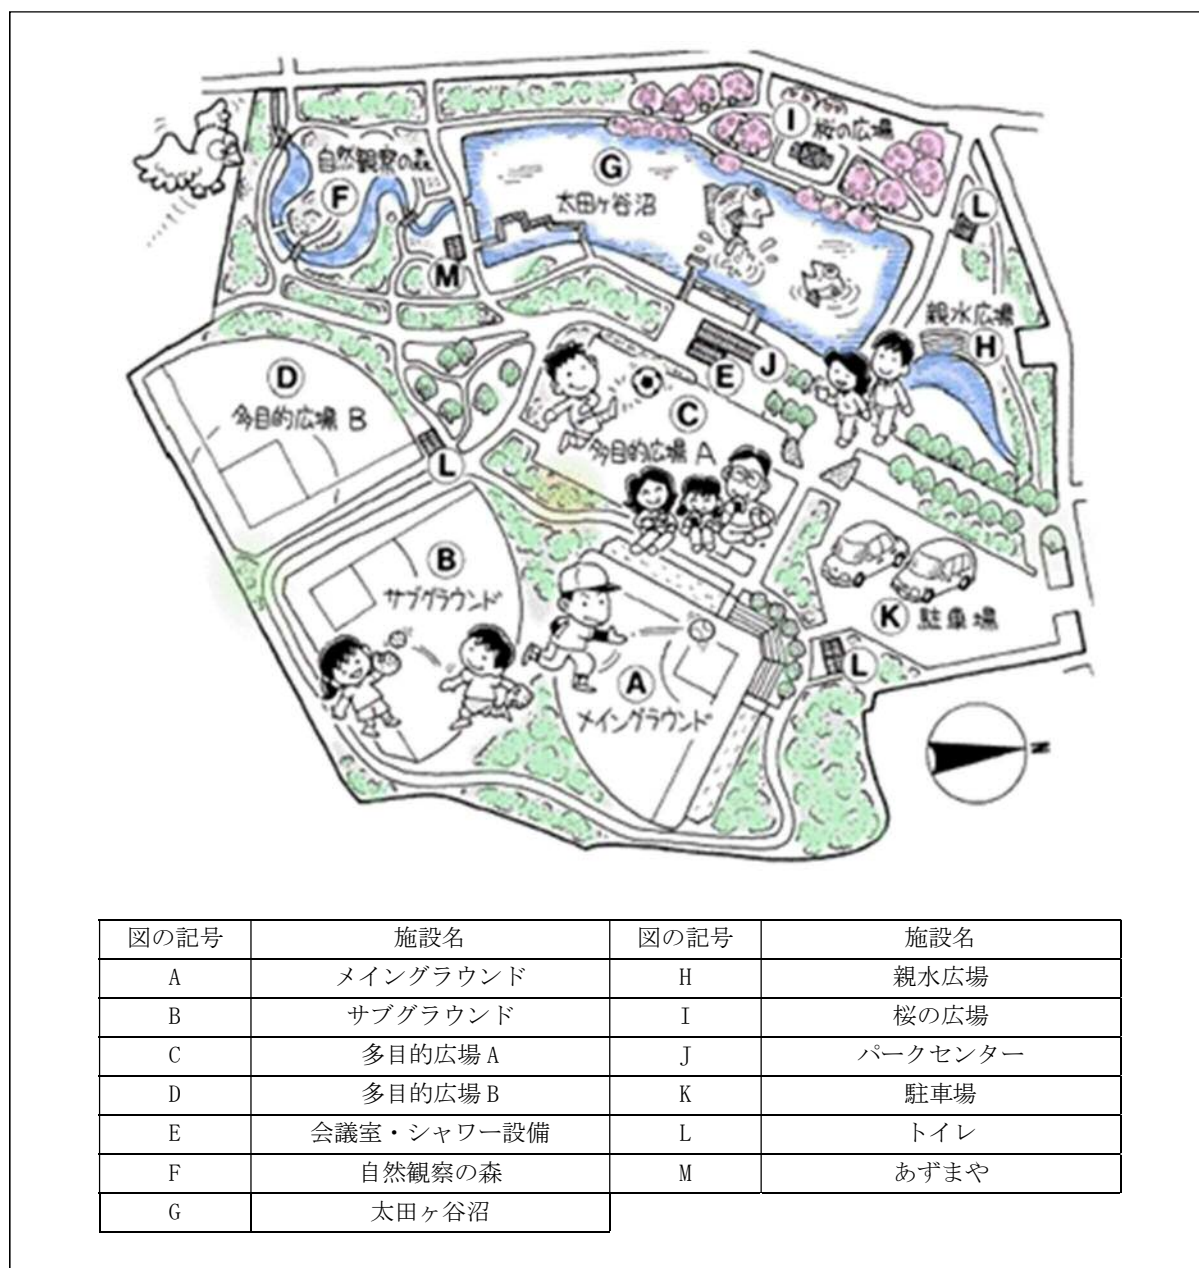 I
桜の広場
自然観察の森
F
G
太田ヶ谷沼
L
M
親水広場
H
D
多目的広場 B
E
J
C
多目的広場 A
L
B
サブグラウンド
A
メイングラウンド
K 駐車場
L
N
図の記号 施設名 図の記号 施設名
A メイングラウンド H 親水広場
B サブグラウンド I 桜の広場
C 多目的広場 A J パークセンター
D 多目的広場 B K 駐車場
E 会議室・シャワー設備 L トイレ
F 自然観察の森 M あずまや
G 太田ヶ谷沼